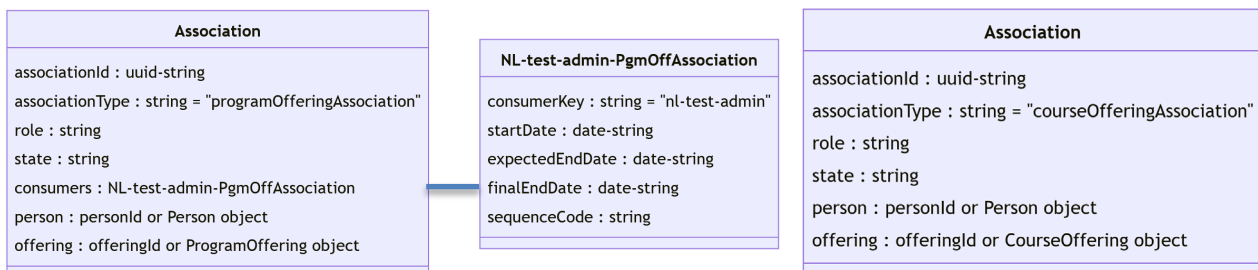 Association
associationId : uuid-string
associationType : string = "programOfferingAssociation"
role : string
state : string
consumers : NL-test-admin-PgmOffAssociation
person : personId or Person object
offering : offeringId or ProgramOffering object
NL-test-admin-PgmOffAssociation
consumerKey : string = "nl-test-admin"
startDate : date-string
expectedEndDate : date-string
finalEndDate : date-string
sequenceCode : string
Association
associationId : uuid-string
associationType : string = "courseOfferingAssociation"
role : string
state : string
person : personId or Person object
offering : offeringId or CourseOffering object